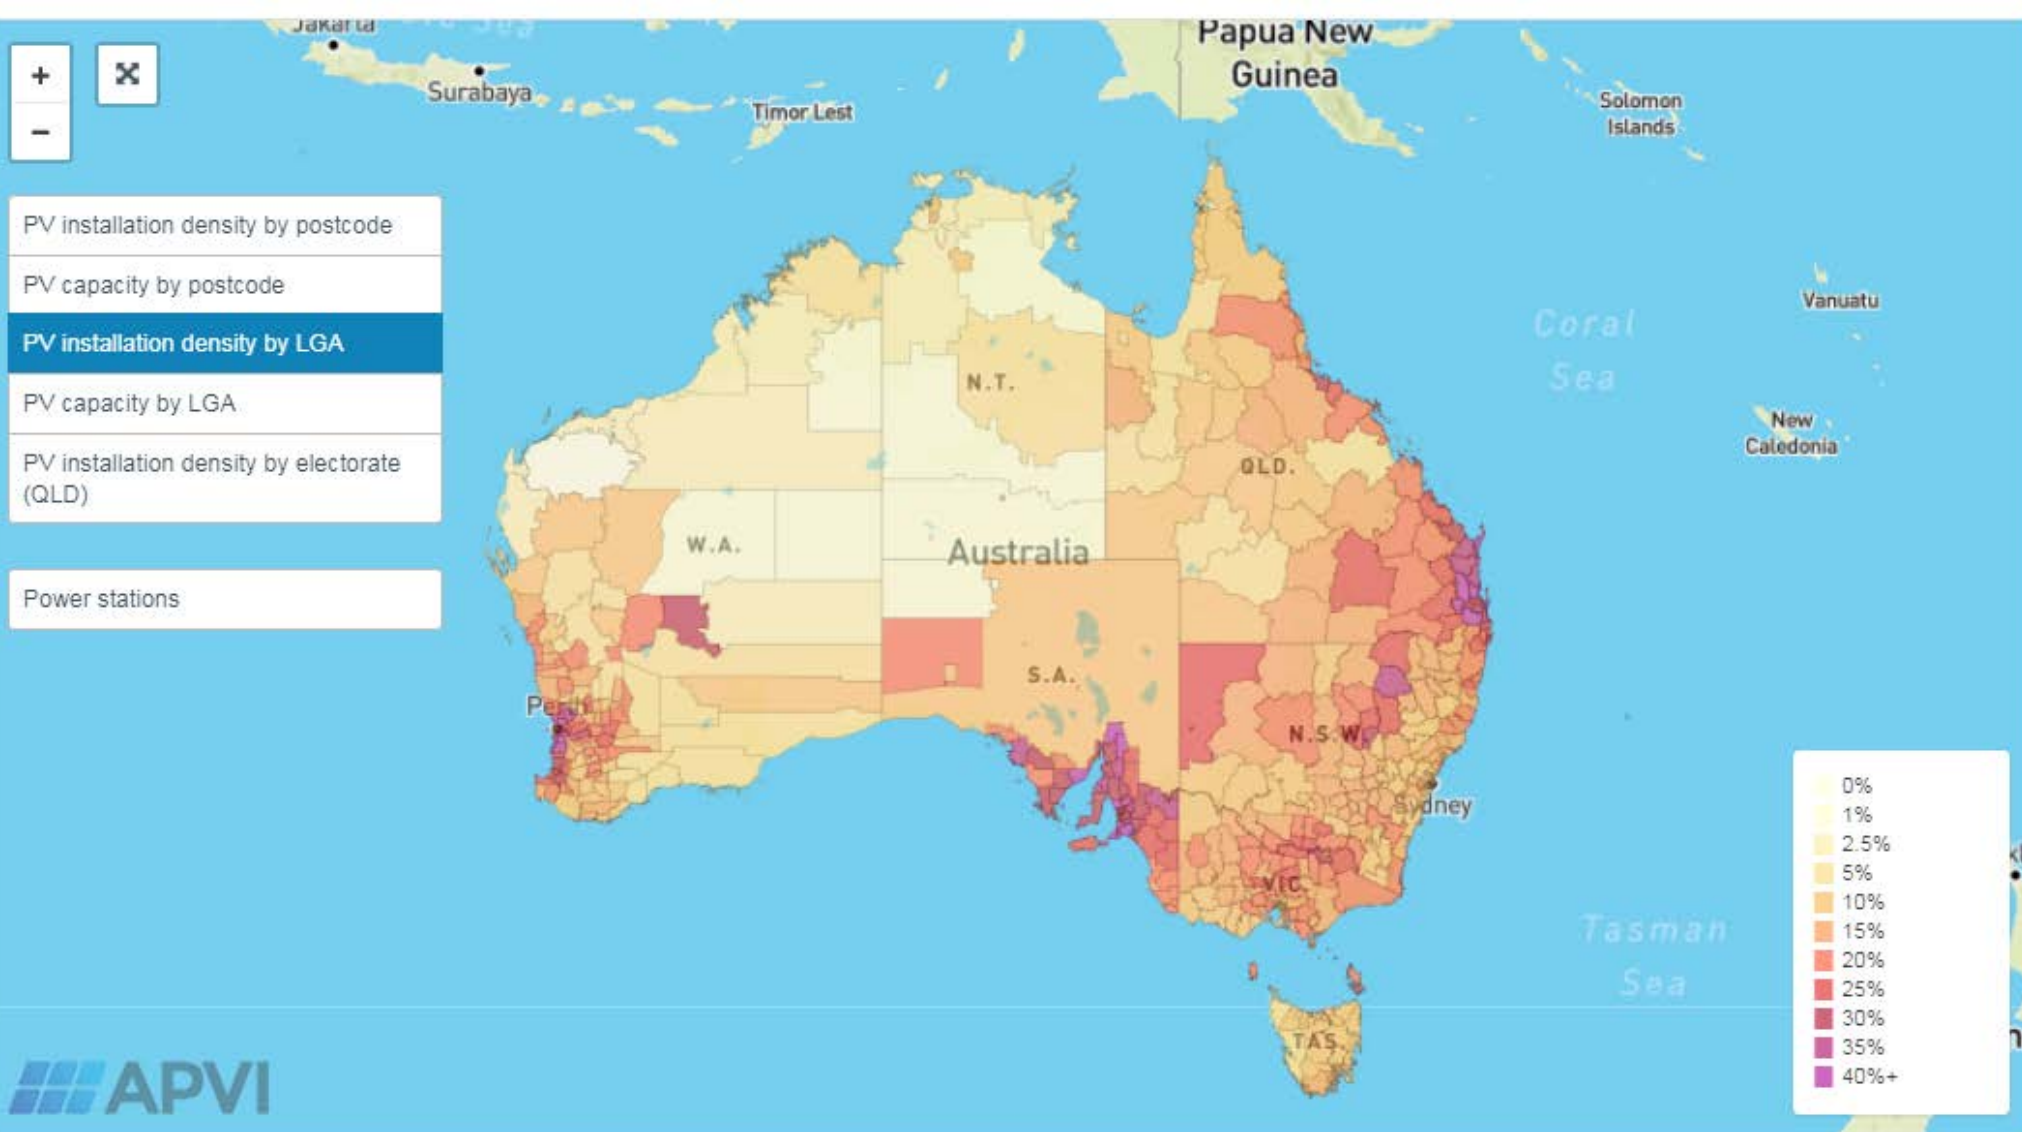 Jakarta
Surabaya
Timor Lest
Papua New
Guinea
Solomon
Islands
+
−
PV installation density by postcode
PV capacity by postcode
PV installation density by LGA
PV capacity by LGA
PV installation density by electorate
(QLD)
Power stations
Coral
Sea
Vanuatu
New
Caledonia
N.T.
QLD.
W.A.
Australia
S.A.
Perth
N.S.W.
Sydney
VIC.
TAS.
Tasman
Sea
0%
1%
2.5%
5%
10%
15%
20%
25%
30%
35%
40%+
APVI